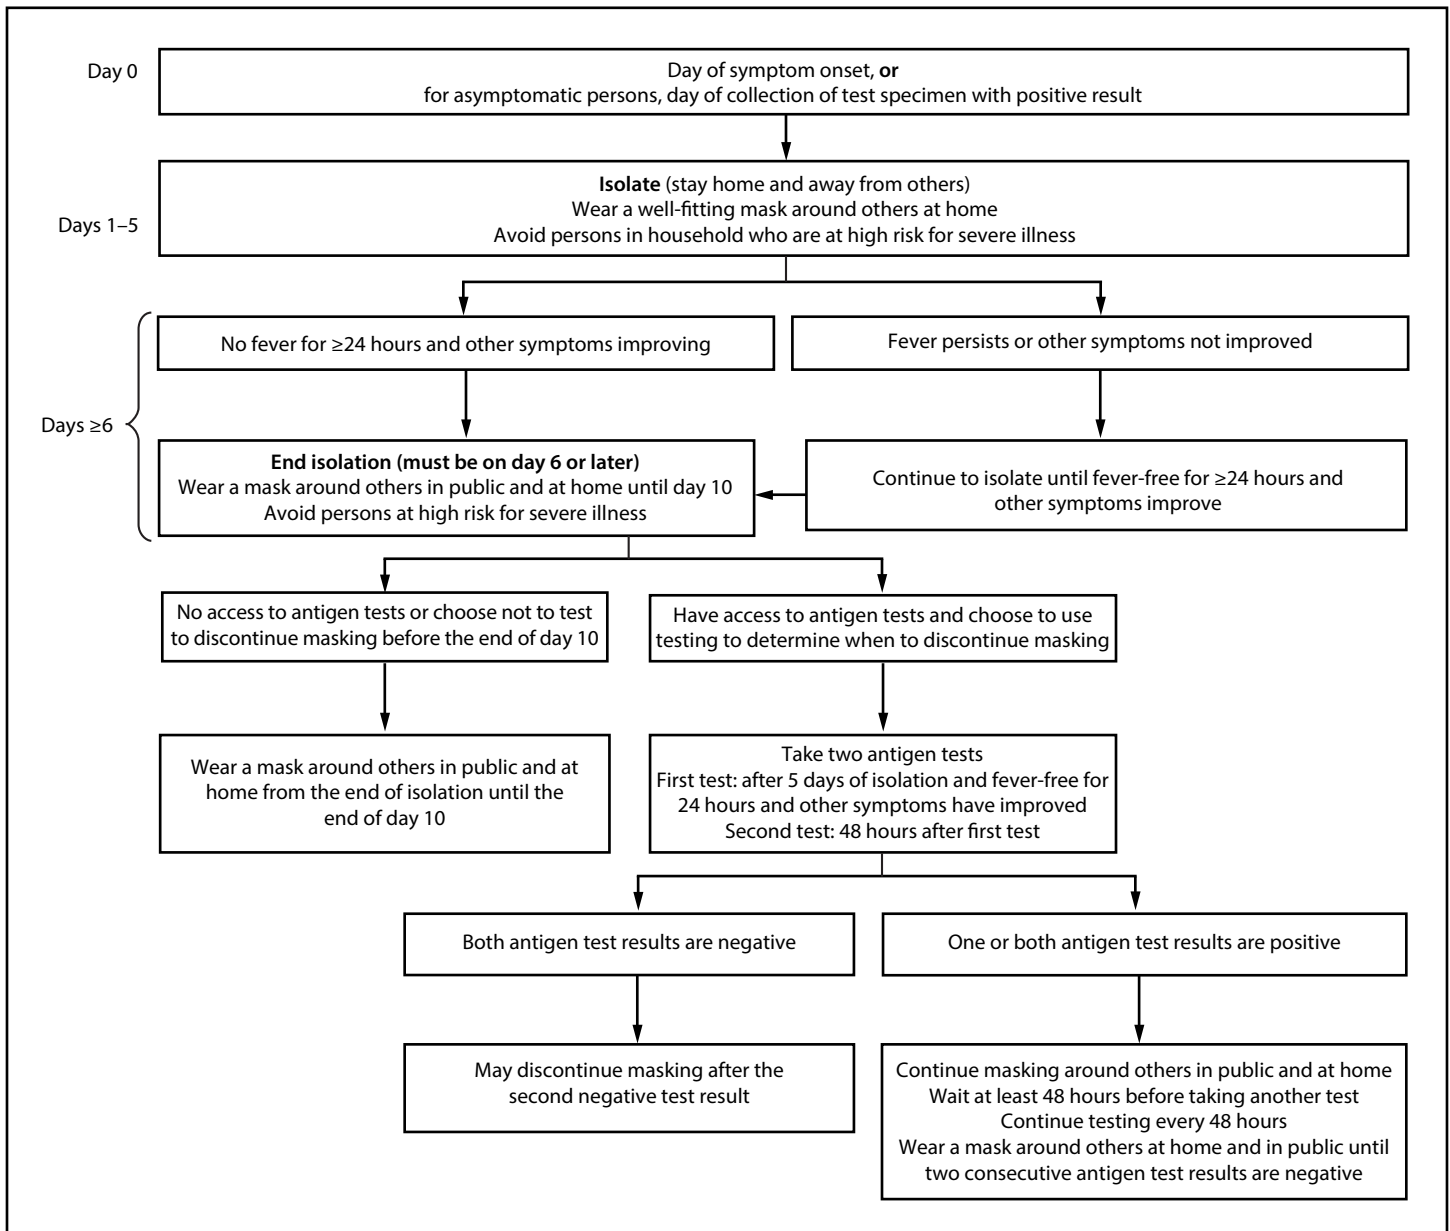 Day 0
Day of symptom onset, or
for asymptomatic persons, day of collection of test specimen with positive result
Days 1–5
Isolate (stay home and away from others)
Wear a well-fitting mask around others at home
Avoid persons in household who are at high risk for severe illness
Days ≥6
No fever for ≥24 hours and other symptoms improving
Fever persists or other symptoms not improved
End isolation (must be on day 6 or later)
Wear a mask around others in public and at home until day 10
Avoid persons at high risk for severe illness
Continue to isolate until fever-free for ≥24 hours and
other symptoms improve
No access to antigen tests or choose not to test
to discontinue masking before the end of day 10
Have access to antigen tests and choose to use
testing to determine when to discontinue masking
Wear a mask around others in public and at
home from the end of isolation until the
end of day 10
Take two antigen tests
First test: after 5 days of isolation and fever-free for
24 hours and other symptoms have improved
Second test: 48 hours after first test
Both antigen test results are negative
One or both antigen test results are positive
May discontinue masking after the
second negative test result
Continue masking around others in public and at home
Wait at least 48 hours before taking another test
Continue testing every 48 hours
Wear a mask around others at home and in public until
two consecutive antigen test results are negative